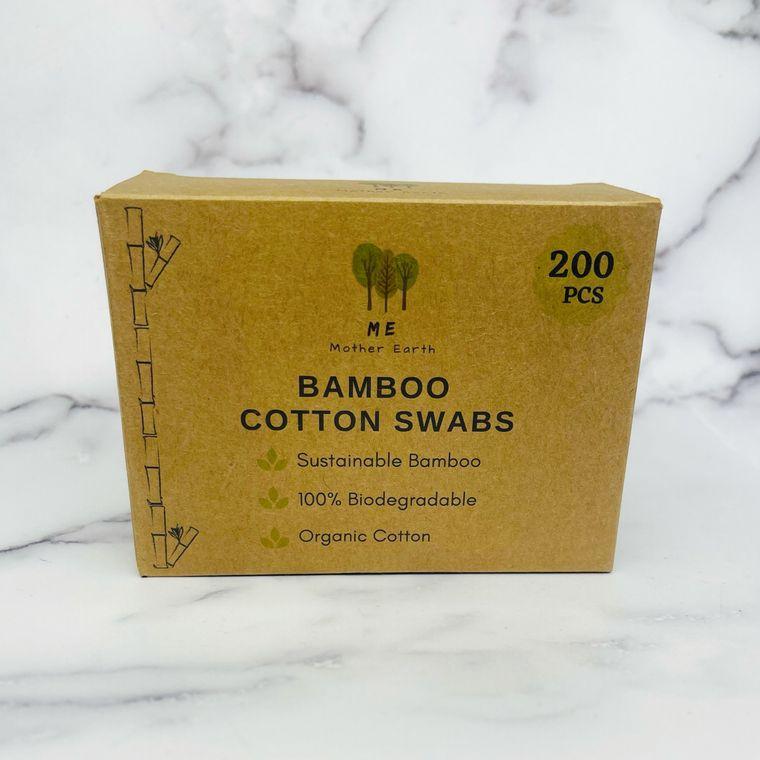 200
PCS
ME
Mother Earth
BAMBOO
COTTON SWABS
Sustainable Bamboo
100% Biodegradable
Organic Cotton